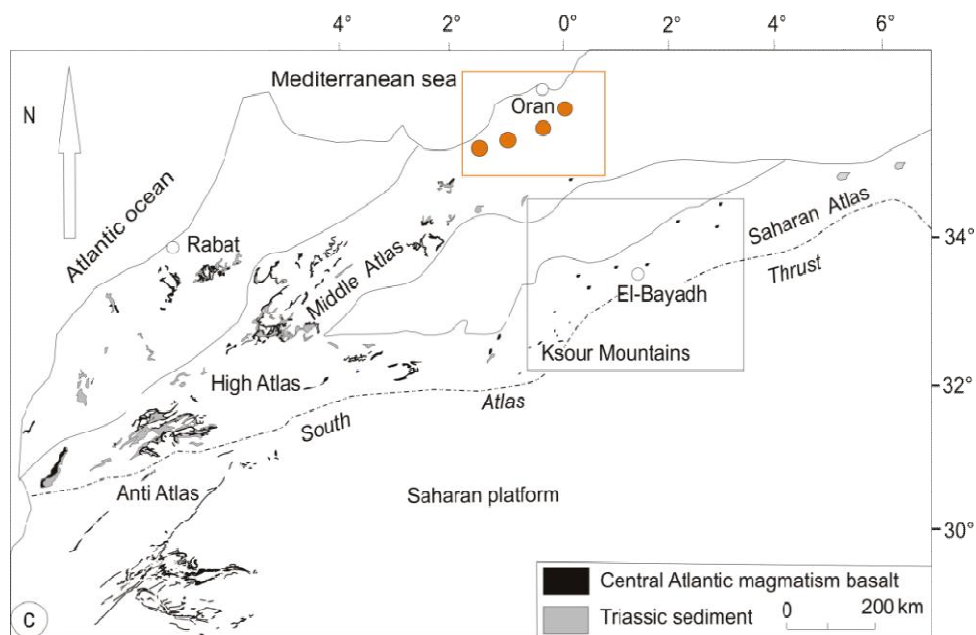 4° 2° 0° 2° 4° 6°
Mediterranean sea
N
Oran
Atlantic ocean
Rabat
Middle Atlas
Saharan Atlas
34°
Thrust
El-Bayadh
Ksour Mountains
High Atlas
32°
Atlas
South
Anti Atlas
Saharan platform
30°
Central Atlantic magmatism basalt
Triassic sediment
0 200 km
C